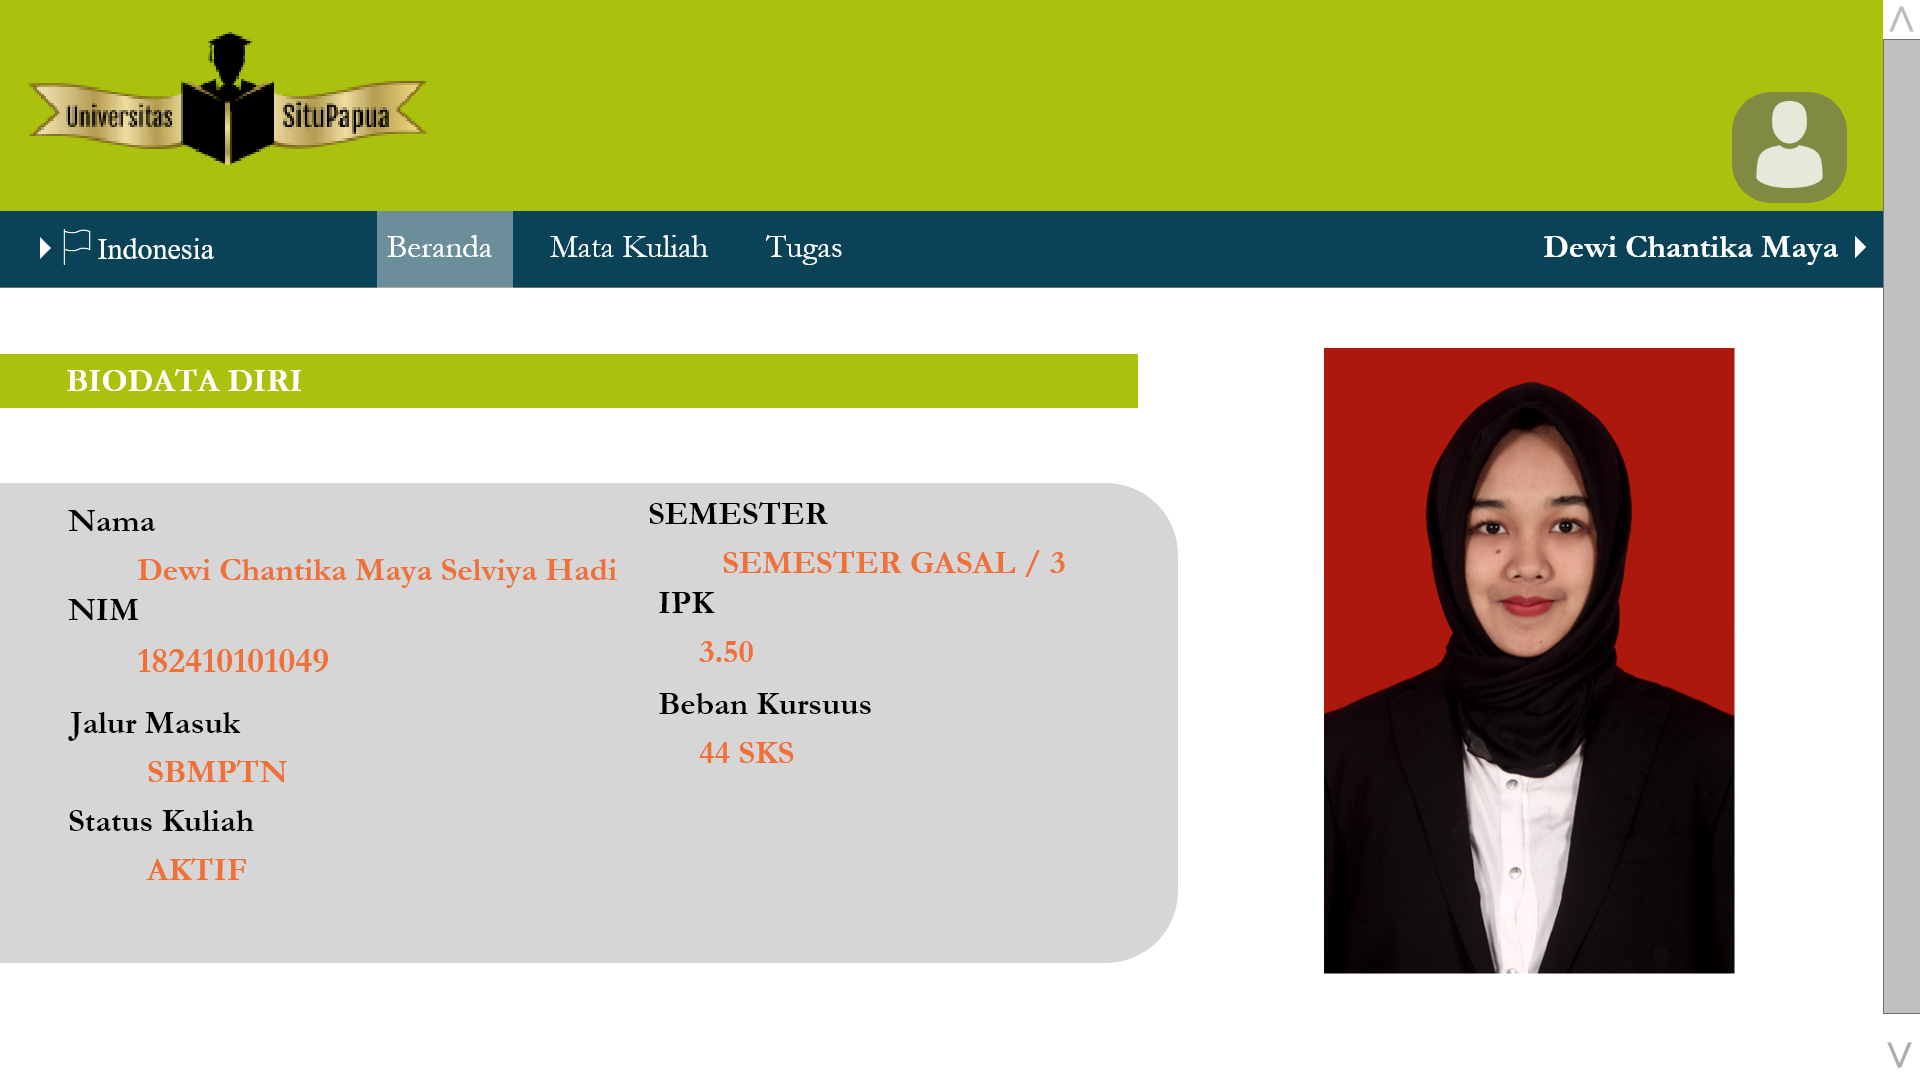 Universitas SituPapua
Indonesia
Beranda
Mata Kuliah
Tugas
Dewi Chantika Maya
BIODATA DIRI
Nama
Dewi Chantika Maya Selviya Hadi
NIM
182410101049
Jalur Masuk
SBMPTN
Status Kuliah
AKTIF
SEMESTER
SEMESTER GASAL / 3
IPK
3.50
Beban Kursuus
44 SKS